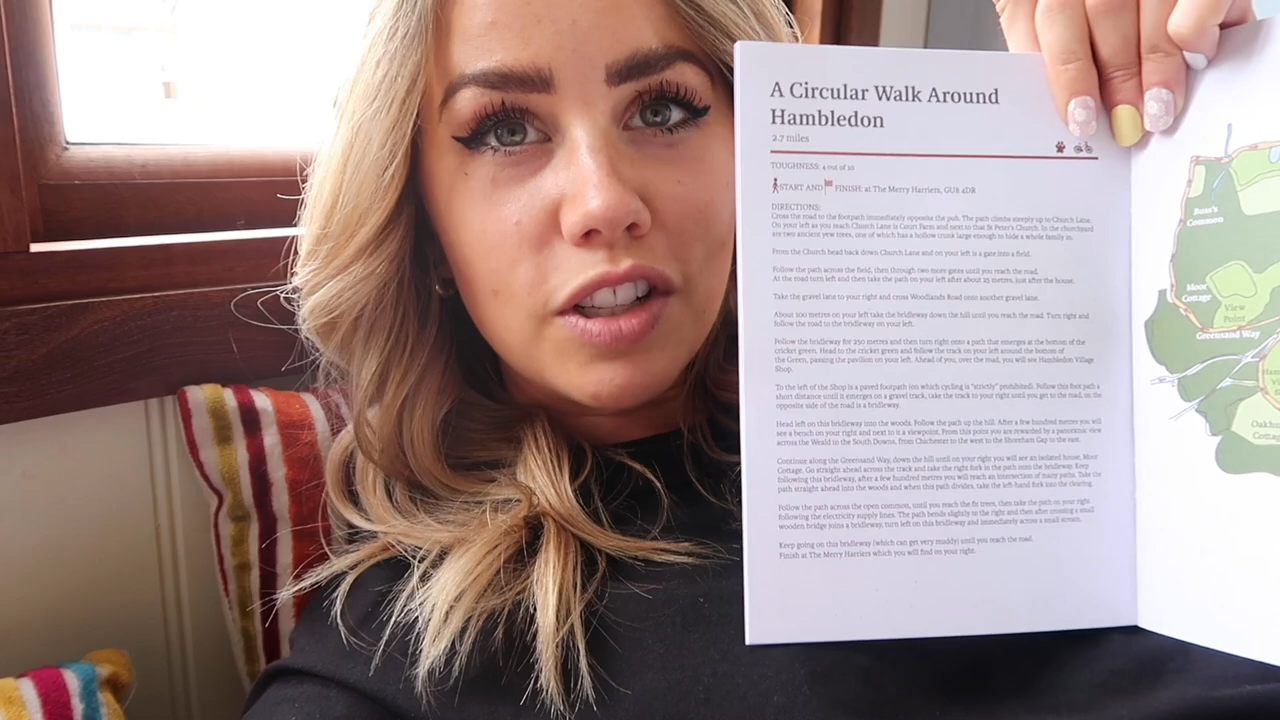 A Circular Walk Around
Hambledon
2.7 miles
TOUGHNESS: 4 out of 10
START AND FINISH: at The Merry Harriers, GU8 4DR
DIRECTIONS:
Cross the road to the footpath immediately opposite the pub. The path climbs steeply up to Church Lane.
On your left as you reach Church Lane is Court Farm and next to that St Peter's Church. In the churchyard
are two ancient yew trees, one of which has a hollow trunk large enough to hide a whole family in.
From the Church head back down Church Lane and on your left is a gate into a field.
Follow the path across the field, then through two more gates until you reach the road.
At the road turn left and then take the path on your left after about 25 metres, just after the house.
Take the gravel lane to your right and cross Woodlands Road onto another gravel lane.
About 100 metres on your left take the bridleway down the hill until you reach the road. Turn right and
follow the road to the bridleway on your left.
Follow the bridleway for 250 metres and then turn right onto a path that emerges at the bottom of the
cricket green. Head to the cricket green and follow the track on your left around the bottom of
the Green, passing the pavilion on your left. Ahead of you, over the road, you will see Hambledon Village
Shop.
To the left of the Shop is a paved footpath (on which cycling is "strictly" prohibited). Follow this foot path a
short distance until it emerges on a gravel track, take the track to your right until you get to the road, on the
opposite side of the road is a bridleway.
Head left on this bridleway into the woods. Follow the path up the hill. After a few hundred metres you will
see a bench on your right and next to it a viewpoint. From this point you are rewarded by a panoramic view
across the Weald to the South Downs, from Chichester to the west to the Shoreham Gap to the east.
Continue along the Greensand Way, down the hill until on your right you will see an isolated house, Moor
Cottage. Go straight ahead across the track and take the right fork in the path onto the bridleway. Keep
following this bridleway, after a few hundred metres you will reach an intersection of many paths. Take the
path straight ahead into the woods and when this path divides, take the left-hand fork into the clearing.
Follow the path across the open common, until you reach the fir trees, then take the path on your right
following the electricity supply lines. The path bends slightly to the right and then after crossing a small
wooden bridge joins a bridleway, turn left on this bridleway and immediately across a small stream.
Keep going on this bridleway (which can get very muddy) until you reach the road.
Finish at The Merry Harriers which you will find on your right.
Buss's
Common
Moor
Cottage
View
Point
Greensand Way